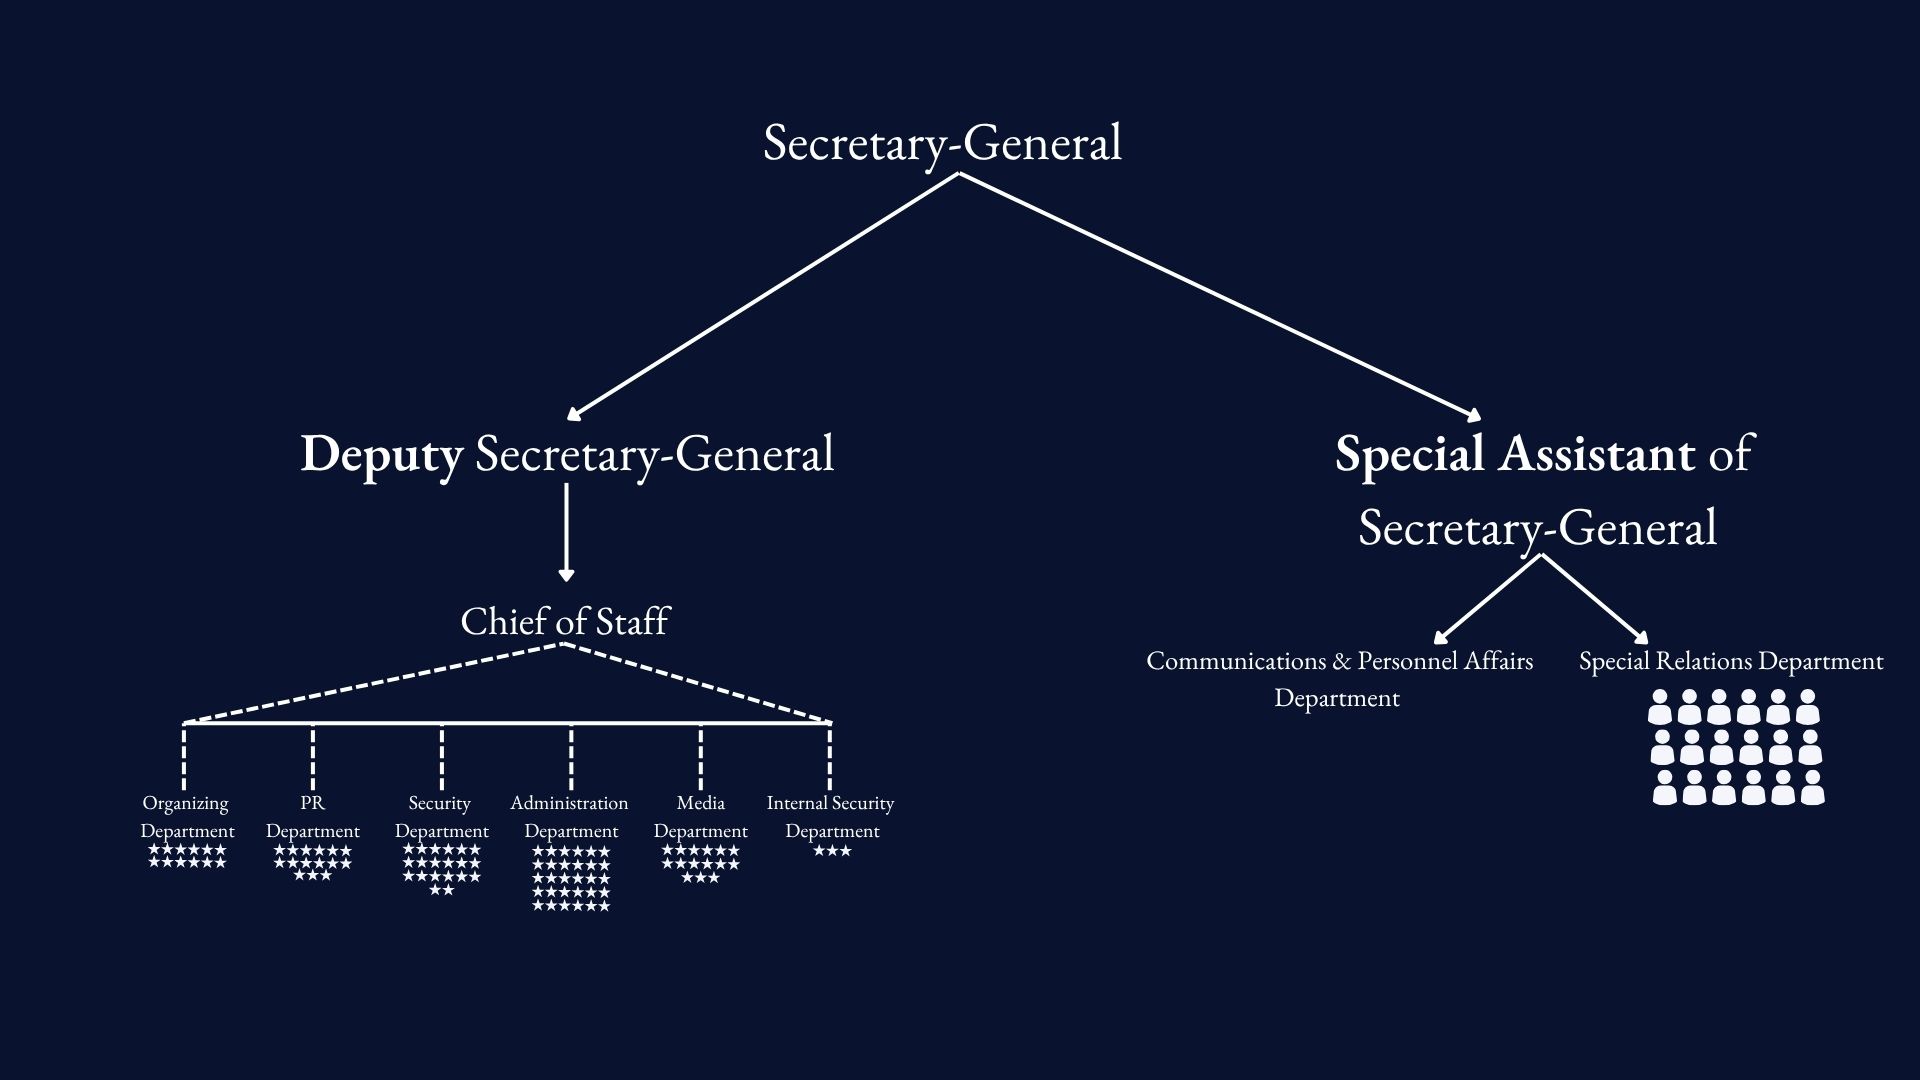 Secretary-General
Deputy Secretary-General
Special Assistant of
Secretary-General
Chief of Staff
Communications & Personnel Affairs
Department
Special Relations Department
Organizing
Department
PR
Department
Security
Department
Administration
Department
Media
Department
Internal Security
Department